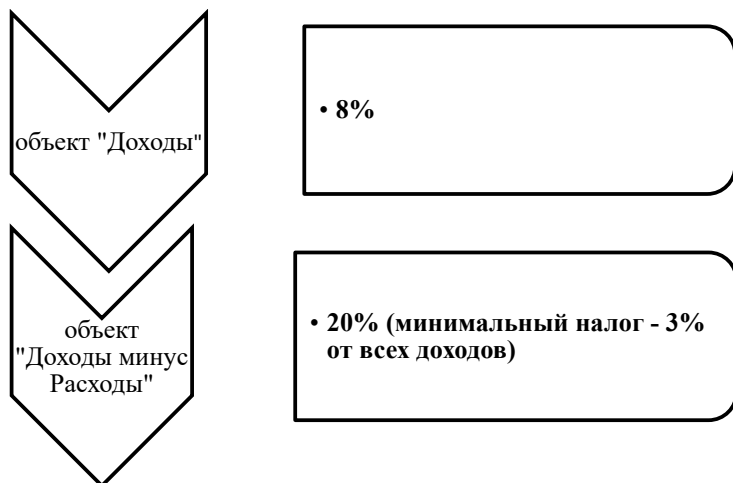 объект "Доходы"
• 8%
объект
"Доходы минус
Расходы"
• 20% (минимальный налог - 3%
от всех доходов)